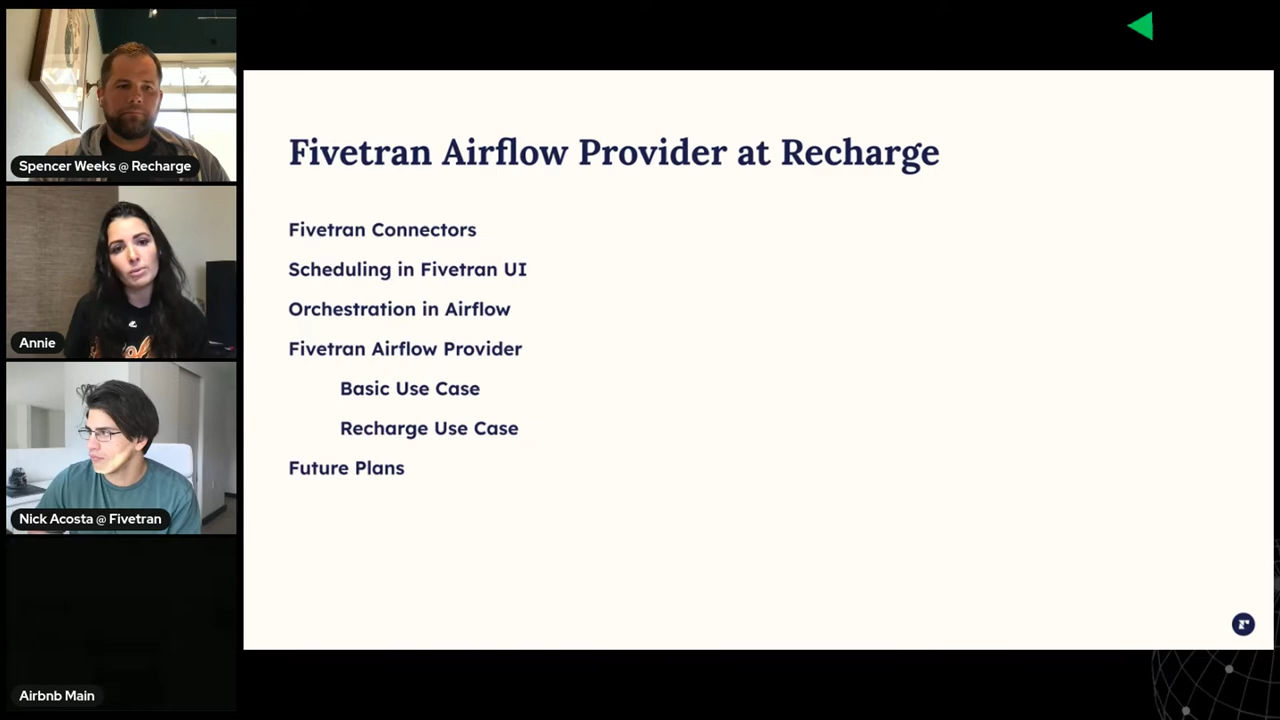 Spencer Weeks @ Recharge
Annie
Nick Acosta @ Fivetran
Airbnb Main
Fivetran Airflow Provider at Recharge
Fivetran Connectors
Scheduling in Fivetran UI
Orchestration in Airflow
Fivetran Airflow Provider
Basic Use Case
Recharge Use Case
Future Plans